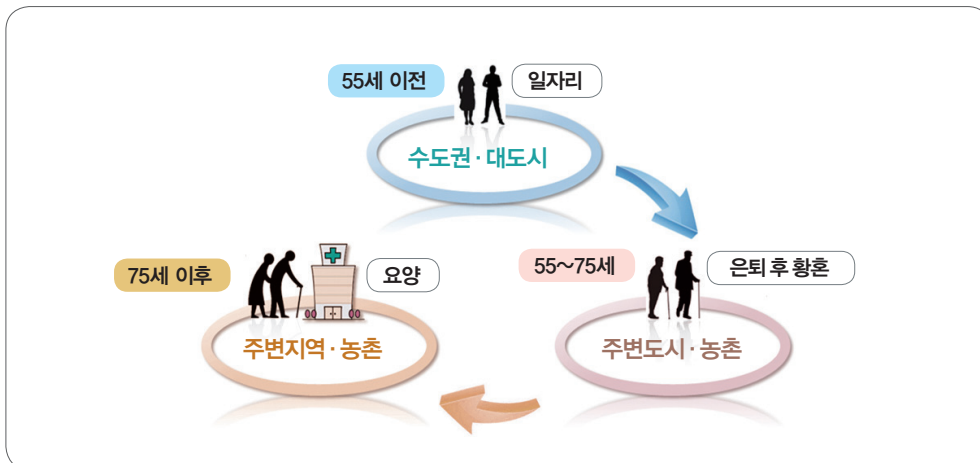 55세 이전
일자리
수도권·대도시
75세 이후
요양
55~75세
은퇴 후 황혼
주변지역·농촌
주변도시·농촌